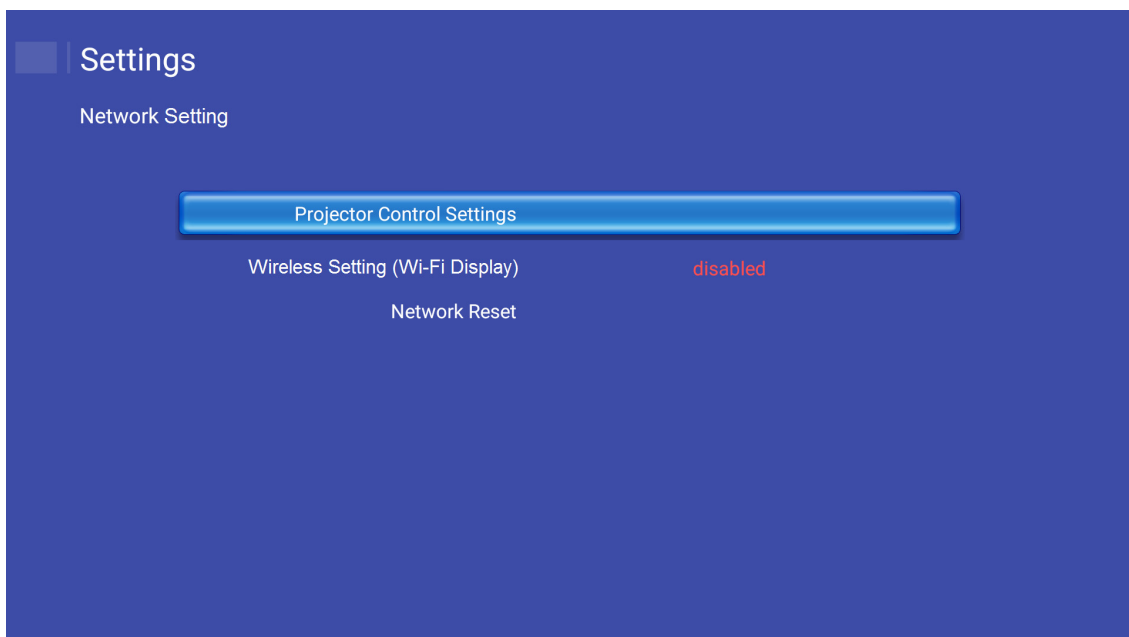 Settings
Network Setting
Projector Control Settings
Wireless Setting (Wi-Fi Display) disabled
Network Reset